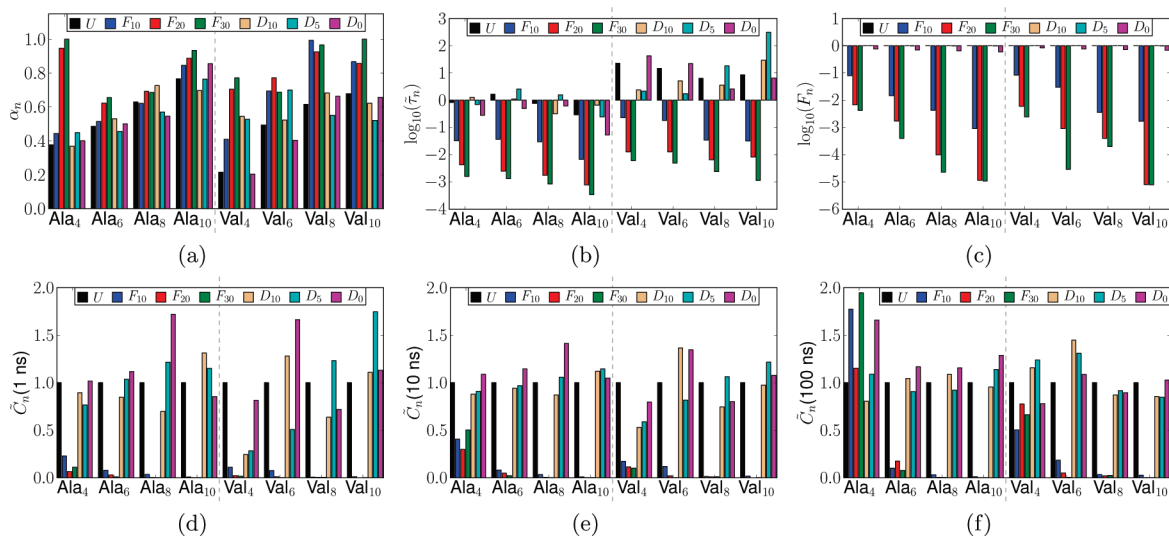 U F₁₀ F₂₀ F₃₀ D₁₀ D₅ D₀
αₙ
1.0
0.8
0.6
0.4
0.2
0.0
Ala₄ Ala₆ Ala₈ Ala₁₀ Val₄ Val₆ Val₈ Val₁₀
(a)
U F₁₀ F₂₀ F₃₀ D₁₀ D₅ D₀
log₁₀(τ̃ₙ)
4
3
2
1
0
−1
−2
−3
−4
Ala₄ Ala₆ Ala₈ Ala₁₀ Val₄ Val₆ Val₈ Val₁₀
(b)
U F₁₀ F₂₀ F₃₀ D₁₀ D₅ D₀
log₁₀(Fₙ)
1
0
−1
−2
−3
−4
−5
−6
Ala₄ Ala₆ Ala₈ Ala₁₀ Val₄ Val₆ Val₈ Val₁₀
(c)
U F₁₀ F₂₀ F₃₀ D₁₀ D₅ D₀
C̃ₙ(1 ns)
2.0
1.5
1.0
0.5
0.0
Ala₄ Ala₆ Ala₈ Ala₁₀ Val₄ Val₆ Val₈ Val₁₀
(d)
U F₁₀ F₂₀ F₃₀ D₁₀ D₅ D₀
C̃ₙ(10 ns)
2.0
1.5
1.0
0.5
0.0
Ala₄ Ala₆ Ala₈ Ala₁₀ Val₄ Val₆ Val₈ Val₁₀
(e)
U F₁₀ F₂₀ F₃₀ D₁₀ D₅ D₀
C̃ₙ(100 ns)
2.0
1.5
1.0
0.5
0.0
Ala₄ Ala₆ Ala₈ Ala₁₀ Val₄ Val₆ Val₈ Val₁₀
(f)